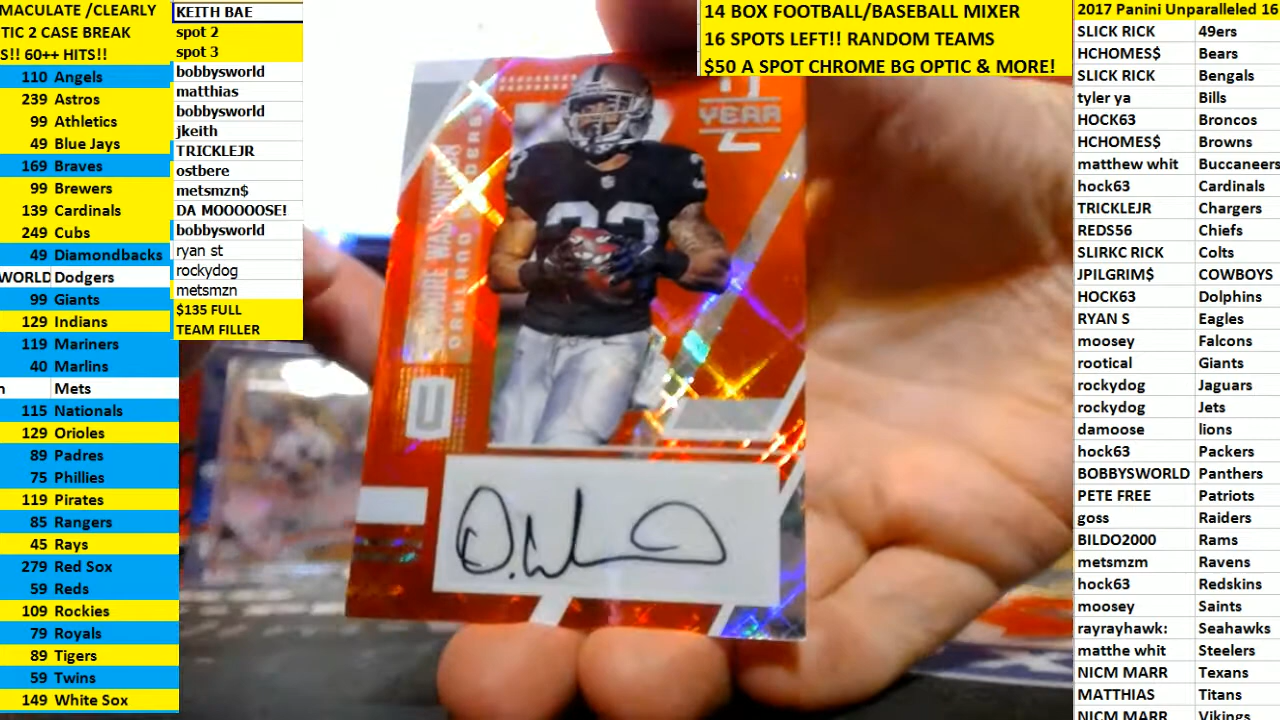 MACULATE /CLEARLY
TIC 2 CASE BREAK
S!! 60++ HITS!!
110 Angels
239 Astros
99 Athletics
49 Blue Jays
169 Braves
99 Brewers
139 Cardinals
249 Cubs
49 Diamondbacks
WORLD Dodgers
99 Giants
129 Indians
119 Mariners
40 Marlins
n Mets
115 Nationals
129 Orioles
89 Padres
75 Phillies
119 Pirates
85 Rangers
45 Rays
279 Red Sox
59 Reds
109 Rockies
79 Royals
89 Tigers
59 Twins
149 White Sox
KEITH BAE
spot 2
spot 3
bobbysworld
matthias
bobbysworld
jkeith
TRICKLEJR
ostbere
metsmzn$
DA MOOOOOSE!
bobbysworld
ryan st
rockydog
metsmzn
$135 FULL
TEAM FILLER
14 BOX FOOTBALL/BASEBALL MIXER
16 SPOTS LEFT!! RANDOM TEAMS
$50 A SPOT CHROME BG OPTIC & MORE!
YEAR
33
U
D. W
2017 Panini Unparalleled 16
SLICK RICK 49ers
HCHOMES$ Bears
SLICK RICK Bengals
tyler ya Bills
HOCK63 Broncos
HCHOMES$ Browns
matthew whit Buccaneers
hock63 Cardinals
TRICKLEJR Chargers
REDS56 Chiefs
SLIRKC RICK Colts
JPILGRIM$ COWBOYS
HOCK63 Dolphins
RYAN S Eagles
moosey Falcons
rootical Giants
rockydog Jaguars
rockydog Jets
damoose lions
hock63 Packers
BOBBYSWORLD Panthers
PETE FREE Patriots
goss Raiders
BILDO2000 Rams
metsmzm Ravens
hock63 Redskins
moosey Saints
rayrayhawk: Seahawks
matthe whit Steelers
NICM MARR Texans
MATTHIAS Titans
NICM MARR Vikings